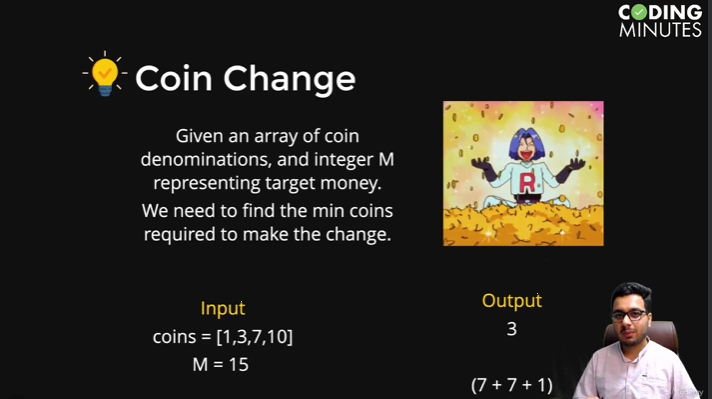 CODING
MINUTES
Coin Change
Given an array of coin
denominations, and integer M
representing target money.
We need to find the min coins
required to make the change.
R
Input
coins = [1,3,7,10]
M = 15
Output
3
(7 + 7 + 1)